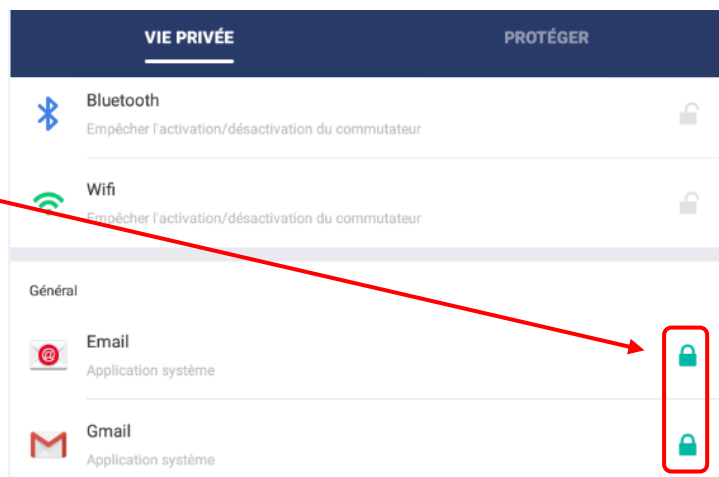 VIE PRIVÉE
PROTÉGER
Bluetooth
Empêcher l'activation/désactivation du commutateur
Wifi
Empêcher l'activation/désactivation du commutateur
Général
Email
Application système
Gmail
Application système